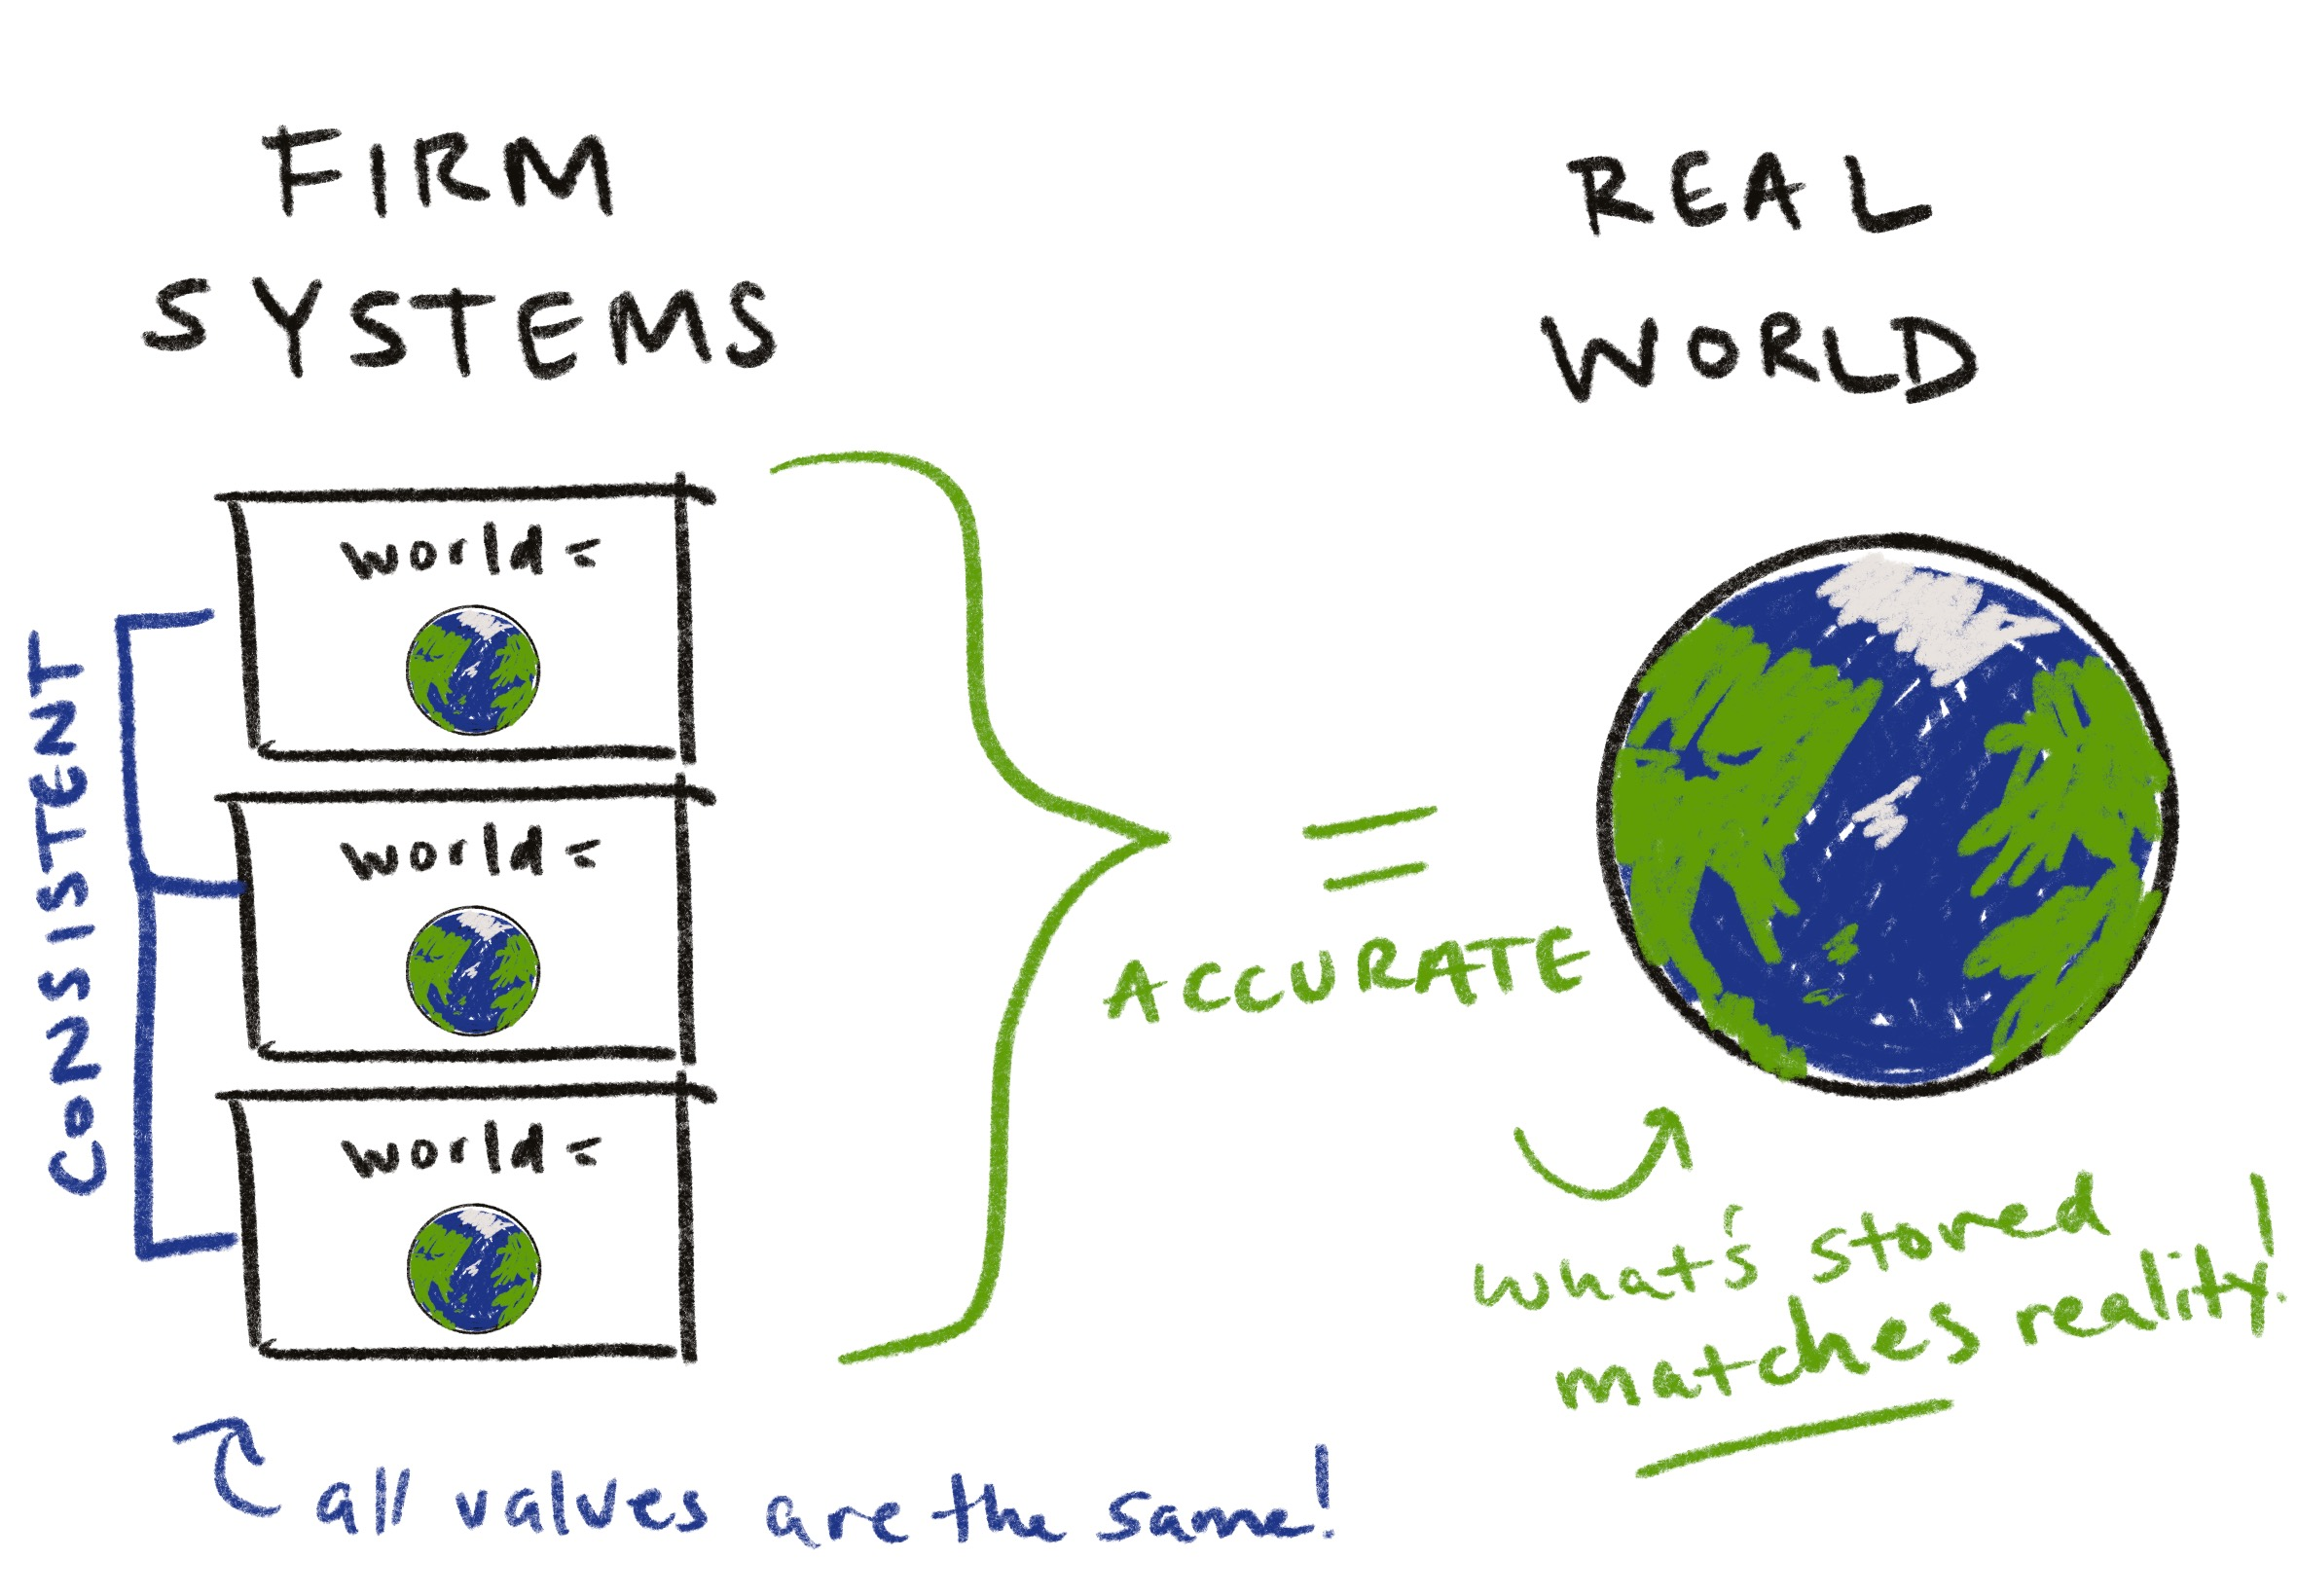 FIRM
SYSTEMS
REAL
WORLD
CONSISTENT
world=
world=
world=
=
ACCURATE
what's stored
matches reality!
all values are the same!